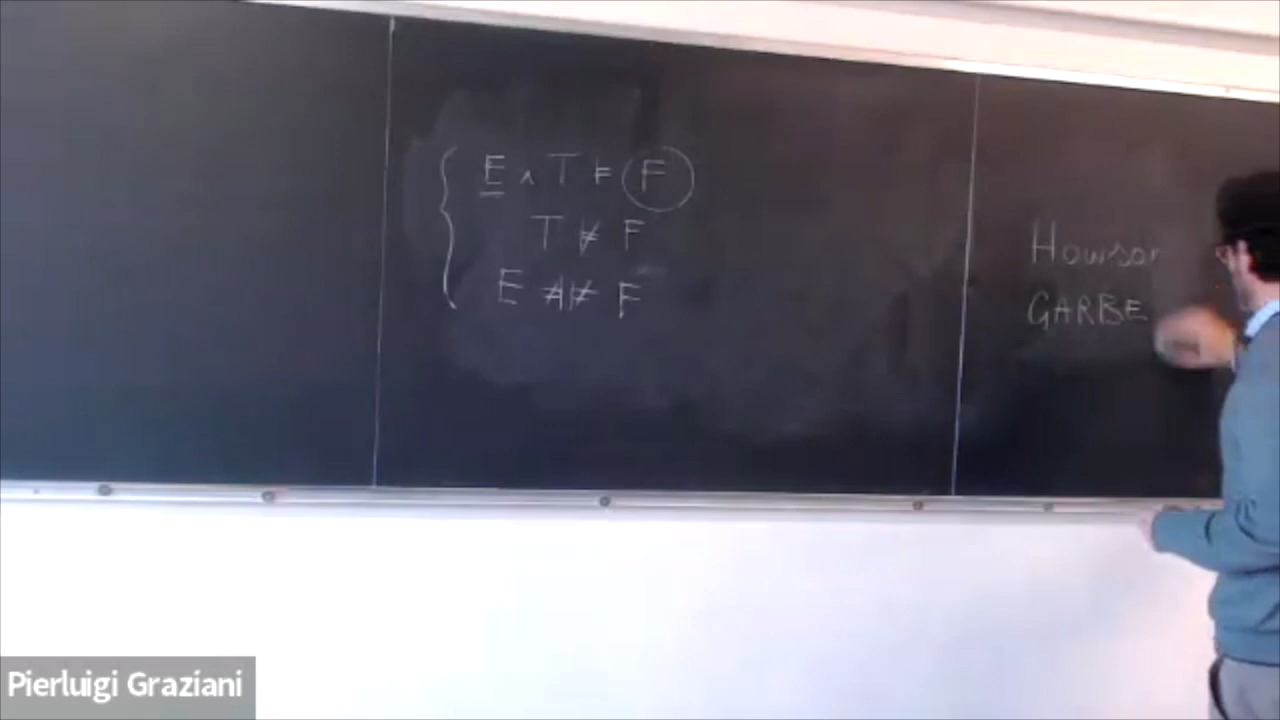 E ∧ T ⊨ F
T ⊭ F
E ⊭ F
Howson
GARBE
Pierluigi Graziani